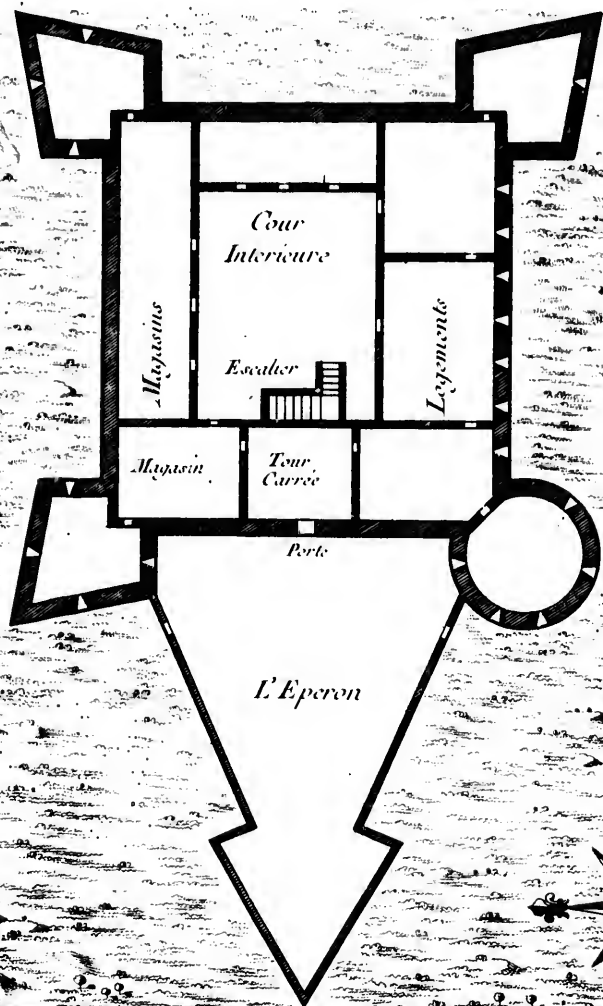 Cour
Interieure
Magasins
Escalier
Logements
Magasin
Tour
Carrée
Porte
L'Eperon